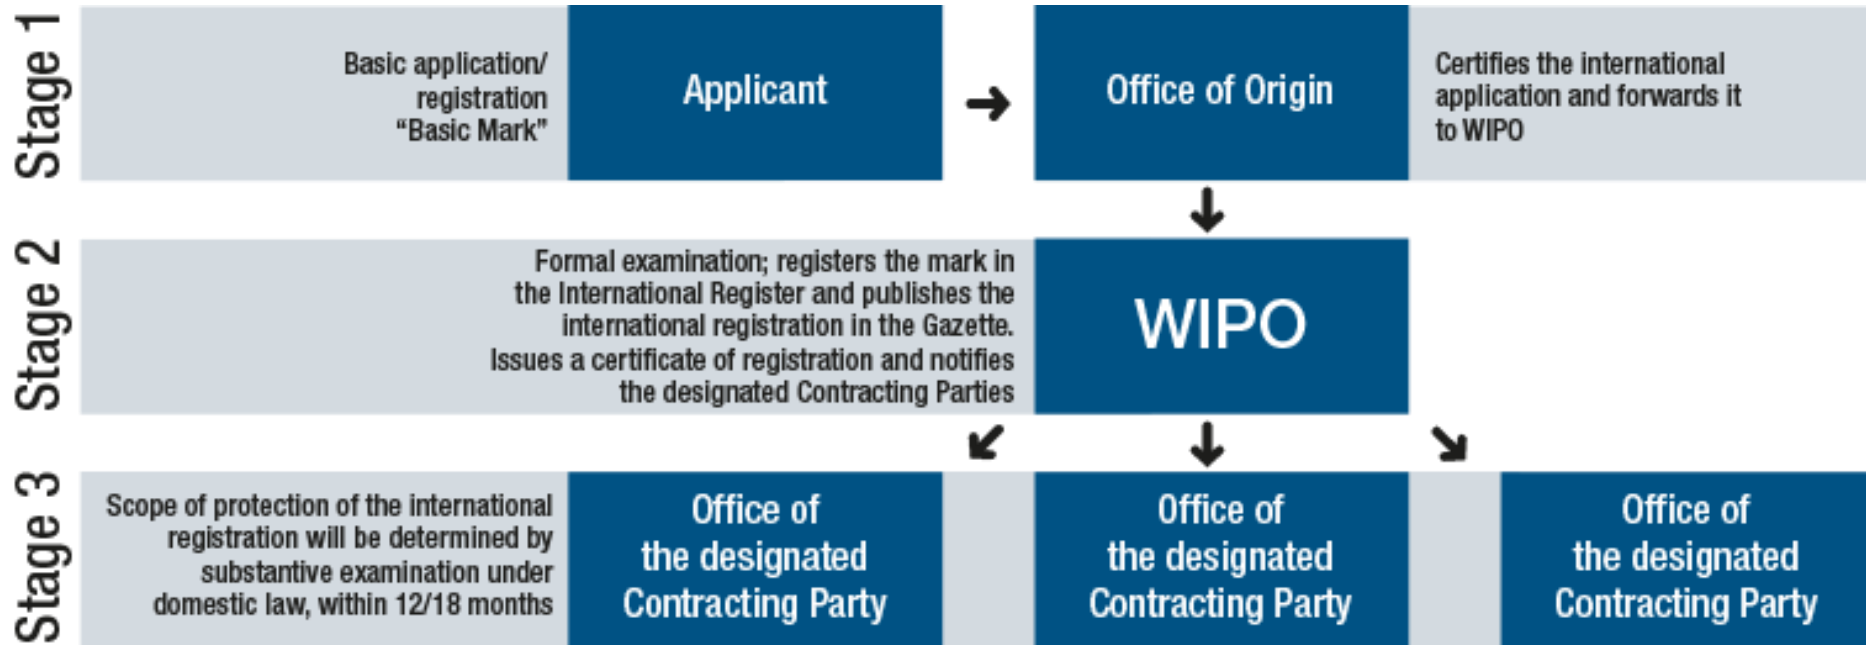 Stage 1
Basic application/
registration
“Basic Mark”
Applicant
Office of Origin
Certifies the international
application and forwards it
to WIPO
Stage 2
Formal examination; registers the mark in
the International Register and publishes the
international registration in the Gazette.
Issues a certificate of registration and notifies
the designated Contracting Parties
WIPO
Stage 3
Scope of protection of the international
registration will be determined by
substantive examination under
domestic law, within 12/18 months
Office of
the designated
Contracting Party
Office of
the designated
Contracting Party
Office of
the designated
Contracting Party